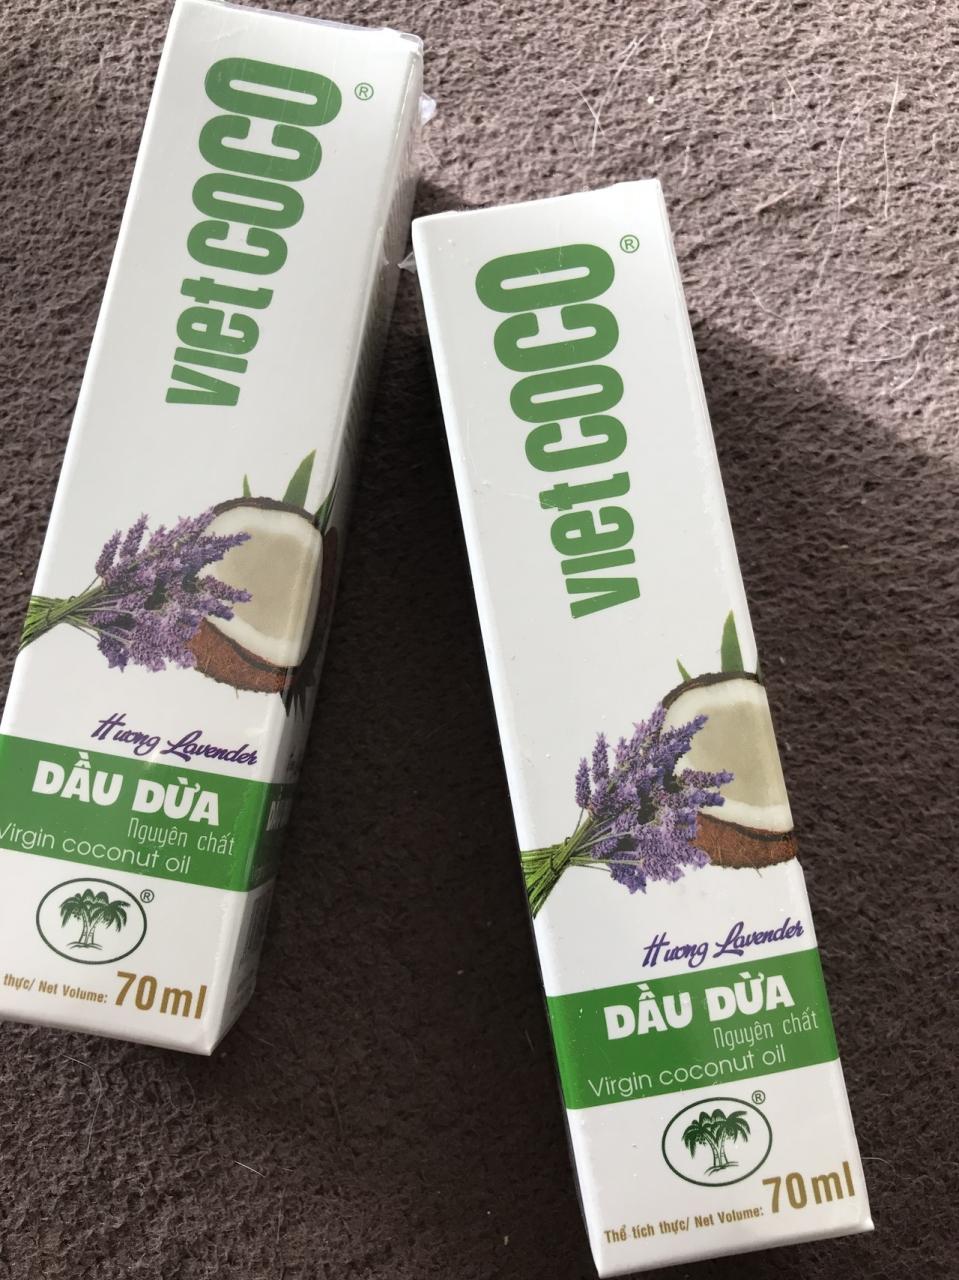 vietcoco ®
Hương Lavender
DẦU DỪA
Nguyên chất
Virgin coconut oil
®
thực/ Net Volume: 70ml
vietcoco ®
Hương Lavender
DẦU DỪA
Nguyên chất
Virgin coconut oil
®
Thể tích thực/ Net Volume: 70ml